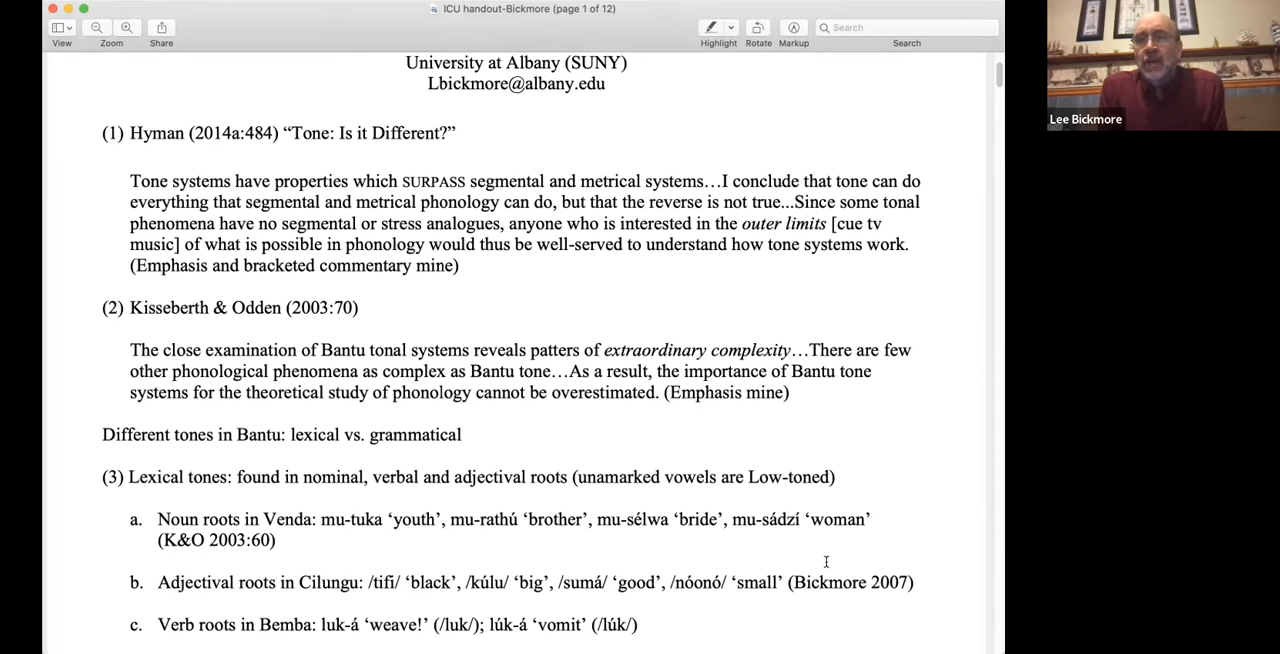 ICU handout-Bickmore (page 1 of 12)
View
Zoom
Share
Highlight
Rotate
Markup
Search
Search
University at Albany (SUNY)
Lbickmore@albany.edu
(1) Hyman (2014a:484) “Tone: Is it Different?”
Tone systems have properties which SURPASS segmental and metrical systems…I conclude that tone can do
everything that segmental and metrical phonology can do, but that the reverse is not true...Since some tonal
phenomena have no segmental or stress analogues, anyone who is interested in the outer limits [cue tv
music] of what is possible in phonology would thus be well-served to understand how tone systems work.
(Emphasis and bracketed commentary mine)
(2) Kisseberth & Odden (2003:70)
The close examination of Bantu tonal systems reveals patters of extraordinary complexity…There are few
other phonological phenomena as complex as Bantu tone…As a result, the importance of Bantu tone
systems for the theoretical study of phonology cannot be overestimated. (Emphasis mine)
Different tones in Bantu: lexical vs. grammatical
(3) Lexical tones: found in nominal, verbal and adjectival roots (unamarked vowels are Low-toned)
a. Noun roots in Venda: mu-tuka ‘youth’, mu-rathú ‘brother’, mu-sélwa ‘bride’, mu-sádzí ‘woman’
(K&O 2003:60)
b. Adjectival roots in Cilungu: /tifi/ ‘black’, /kúlu/ ‘big’, /sumá/ ‘good’, /nóonó/ ‘small’ (Bickmore 2007)
c. Verb roots in Bemba: luk-á ‘weave!’ (/luk/); lúk-á ‘vomit’ (/lúk/)
Lee Bickmore